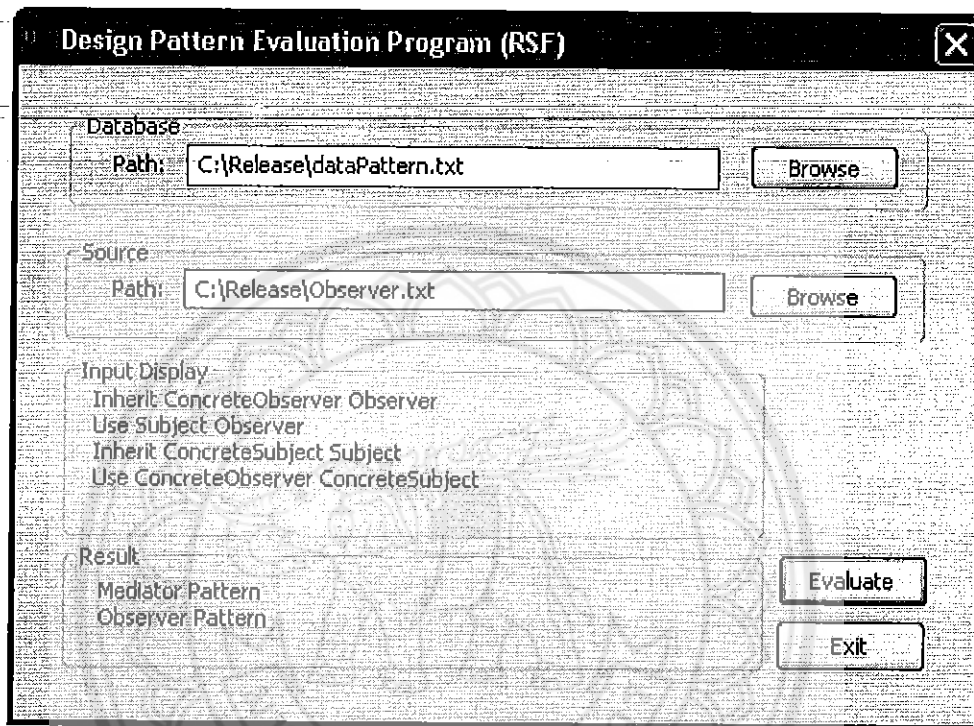 Design Pattern Evaluation Program (RSF)
Database
Path: C:\Release\dataPattern.txt Browse
Source
Path: C:\Release\Observer.txt Browse
Input Display
Inherit ConcreteObserver Observer
Use Subject Observer
Inherit ConcreteSubject Subject
Use ConcreteObserver ConcreteSubject
Result
Mediator Pattern
Observer Pattern
Evaluate
Exit